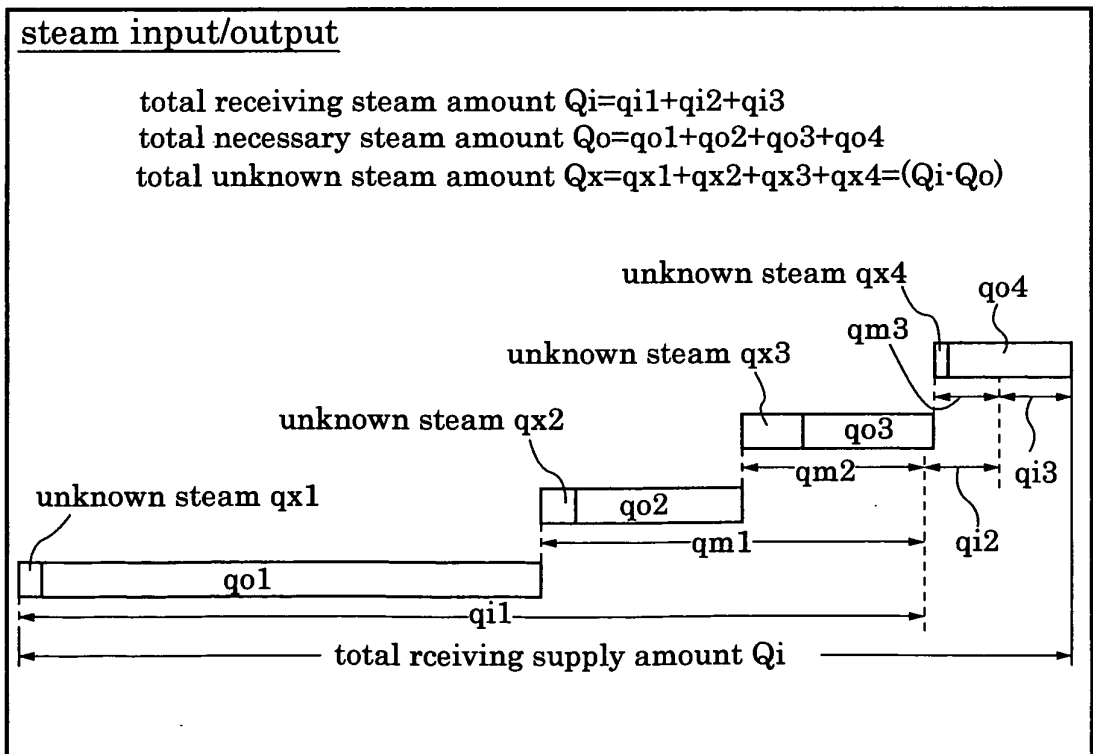 steam input/output
total receiving steam amount Qi=qi1+qi2+qi3
total necessary steam amount Qo=qo1+qo2+qo3+qo4
total unknown steam amount Qx=qx1+qx2+qx3+qx4=(Qi-Qo)
unknown steam qx4
qo4
qm3
unknown steam qx3
qo3
unknown steam qx2
qm2
qi3
unknown steam qx1
qo2
qm1
qi2
qo1
qi1
total rceiving supply amount Qi